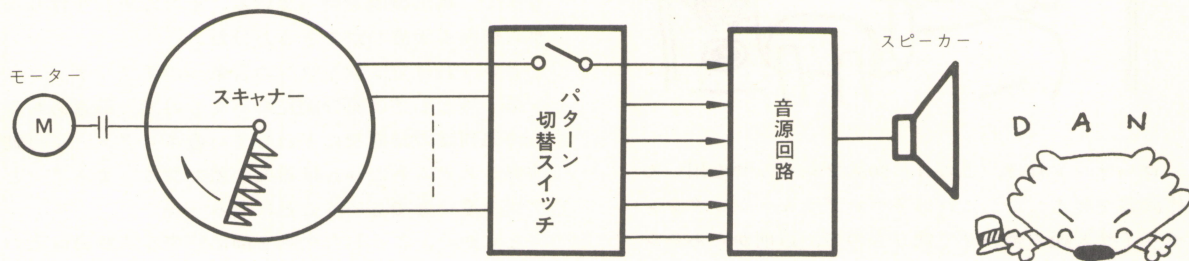 モーター
M
スキャナー
パターン
切替スイッチ
音源回路
スピーカー
D A N